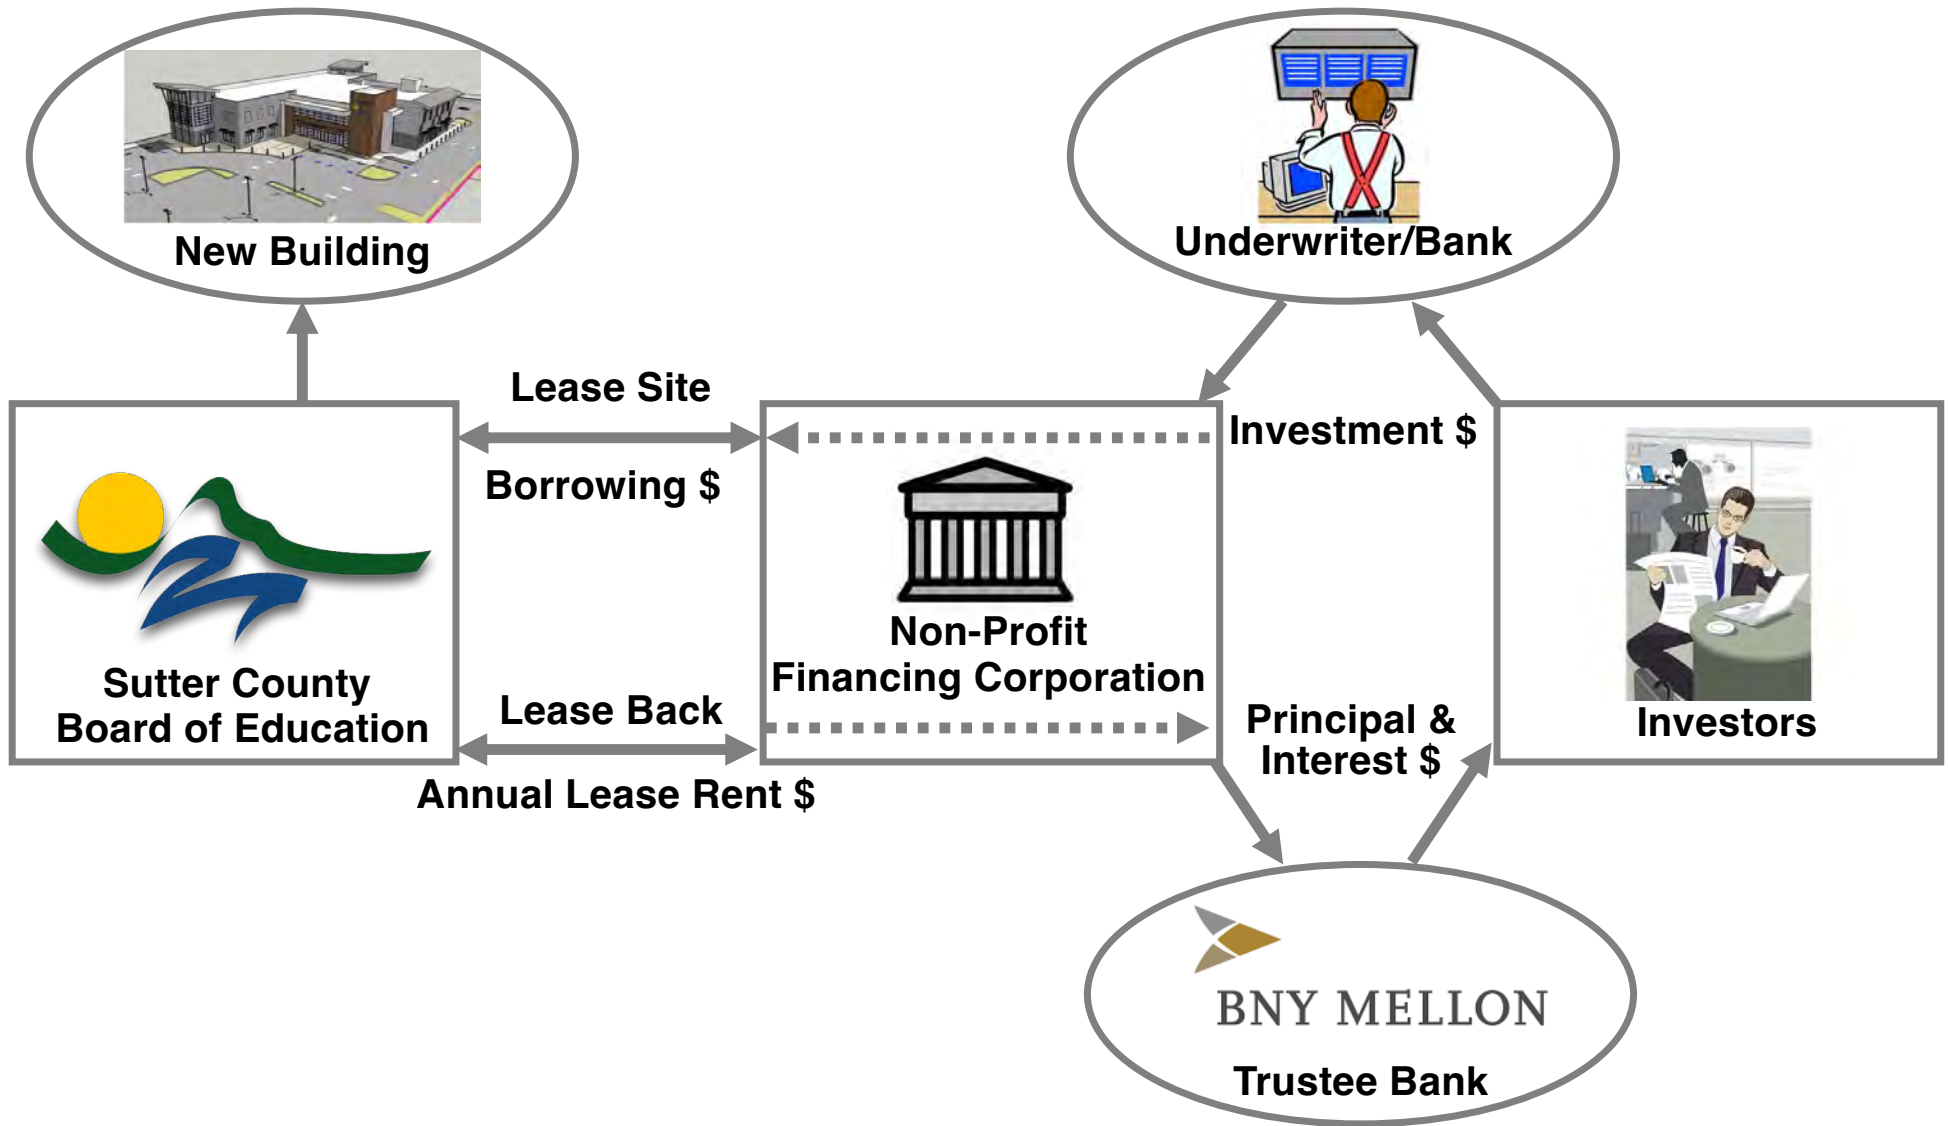 New Building
Underwriter/Bank
Lease Site
Borrowing $
Investment $
Sutter County
Board of Education
Non-Profit
Financing Corporation
Lease Back
Annual Lease Rent $
Principal &
Interest $
Investors
BNY MELLON
Trustee Bank